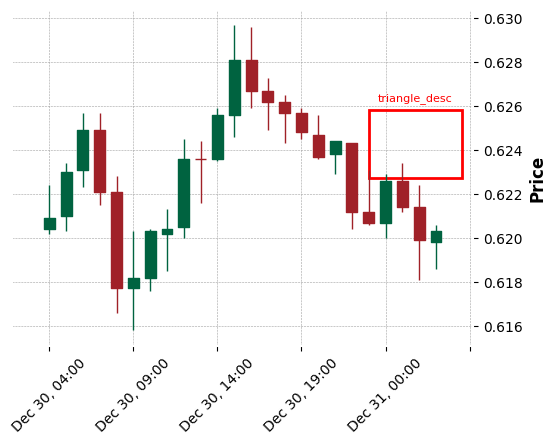 0.630
0.628
triangle_desc
0.626
0.624
0.622
0.620
0.618
0.616
Price
Dec 30, 04:00
Dec 30, 09:00
Dec 30, 14:00
Dec 30, 19:00
Dec 31, 00:00